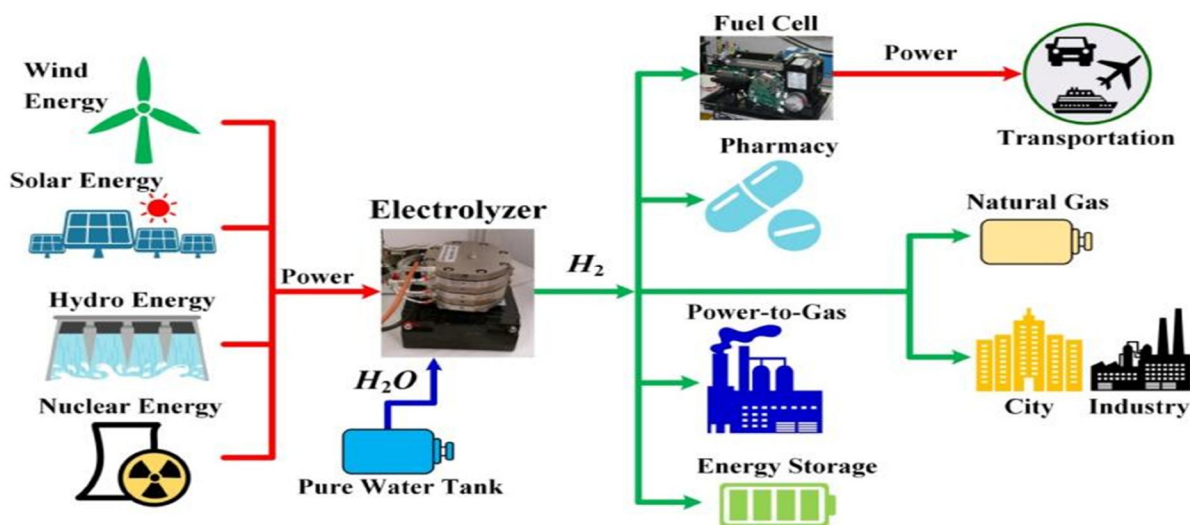 Wind
Energy
Solar Energy
Hydro Energy
Nuclear Energy
Power
Electrolyzer
H2O
Pure Water Tank
H2
Fuel Cell
Power
Transportation
Pharmacy
Natural Gas
Power-to-Gas
City Industry
Energy Storage